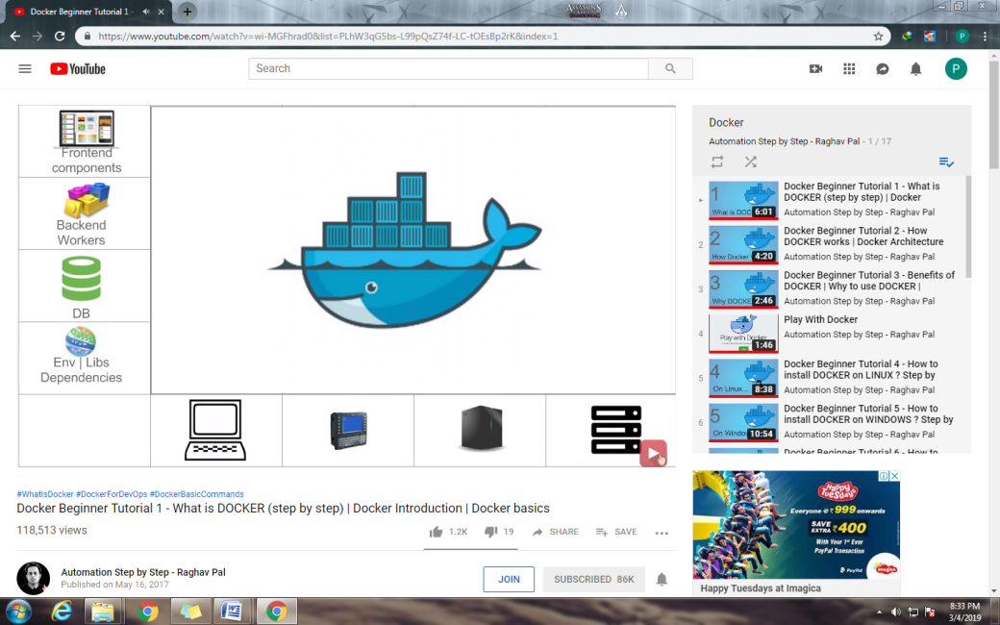 Docker Beginner Tutorial 1 -
ASSASSINS
https://www.youtube.com/watch?v=wi-MGFhrad0&list=PLhW3qG5bs-L99pQsZ74f-LC-tOEsBp2rK&index=1
P
YouTube
Search
P
Frontend
components
Backend
Workers
DB
Env | Libs
Dependencies
#WhatIsDocker #DockerForDevOps #DockerBasicCommands
Docker Beginner Tutorial 1 - What is DOCKER (step by step) | Docker Introduction | Docker basics
118,513 views
1.2K 19 SHARE SAVE
Automation Step by Step - Raghav Pal
Published on May 16, 2017
JOIN SUBSCRIBED 86K
Docker
Automation Step by Step - Raghav Pal - 1 / 17
1
What is DOC
6:01
Docker Beginner Tutorial 1 - What is
DOCKER (step by step) | Docker
Automation Step by Step - Raghav Pal
2
2
How Docker
4:20
Docker Beginner Tutorial 2 - How
DOCKER works | Docker Architecture
Automation Step by Step - Raghav Pal
3
3
Why DOCKE
2:46
Docker Beginner Tutorial 3 - Benefits of
DOCKER | Why to use DOCKER |
Automation Step by Step - Raghav Pal
4
Play with Docker
1:46
Play With Docker
Automation Step by Step - Raghav Pal
5
4
On Linux...
8:38
Docker Beginner Tutorial 4 - How to
install DOCKER on LINUX ? Step by
Automation Step by Step - Raghav Pal
6
5
On Windo
10:54
Docker Beginner Tutorial 5 - How to
install DOCKER on WINDOWS ? Step by
Automation Step by Step - Raghav Pal
Docker Beginner Tutorial 6 - How to
Happy
Tuesdays
Everyone @ ₹999 onwards
SAVE
EXTRA ₹400
With Your 1st Ever
PayPal Transaction
PayPal
imagica
Happy Tuesdays at Imagica
8:33 PM
3/4/2019